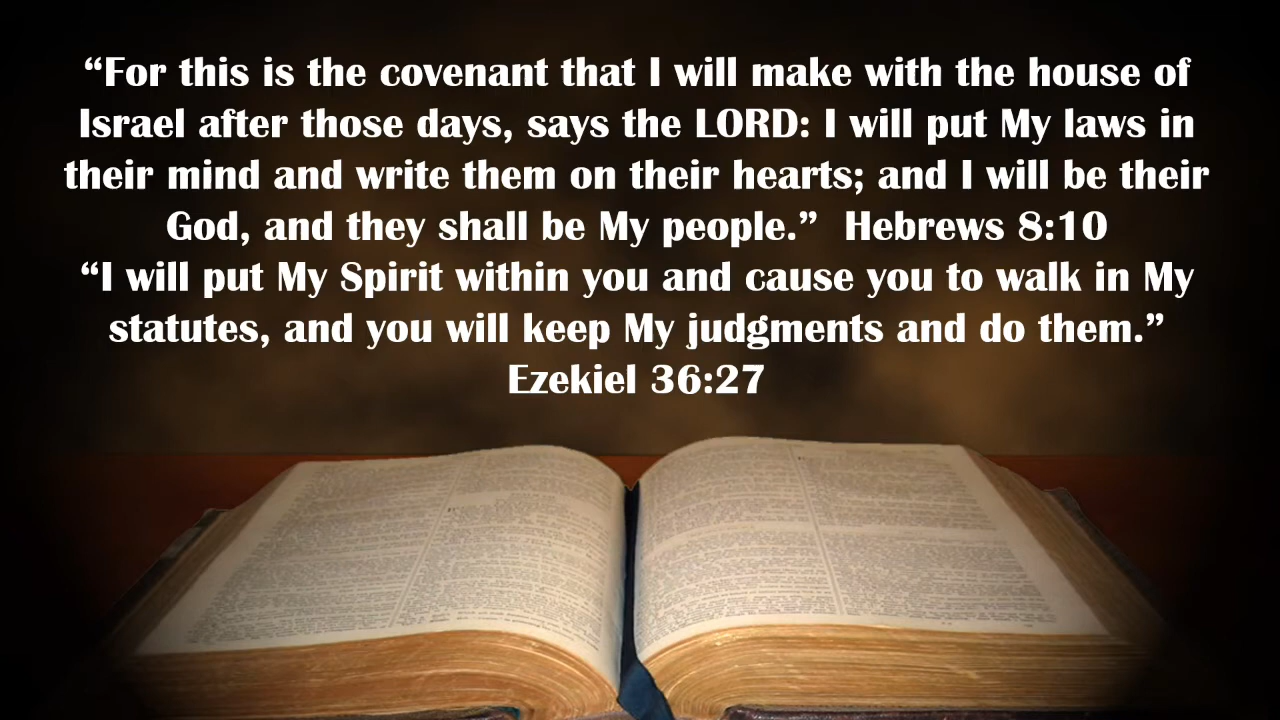 “For this is the covenant that I will make with the house of
Israel after those days, says the LORD: I will put My laws in
their mind and write them on their hearts; and I will be their
God, and they shall be My people.”  Hebrews 8:10
“I will put My Spirit within you and cause you to walk in My
statutes, and you will keep My judgments and do them.”
Ezekiel 36:27